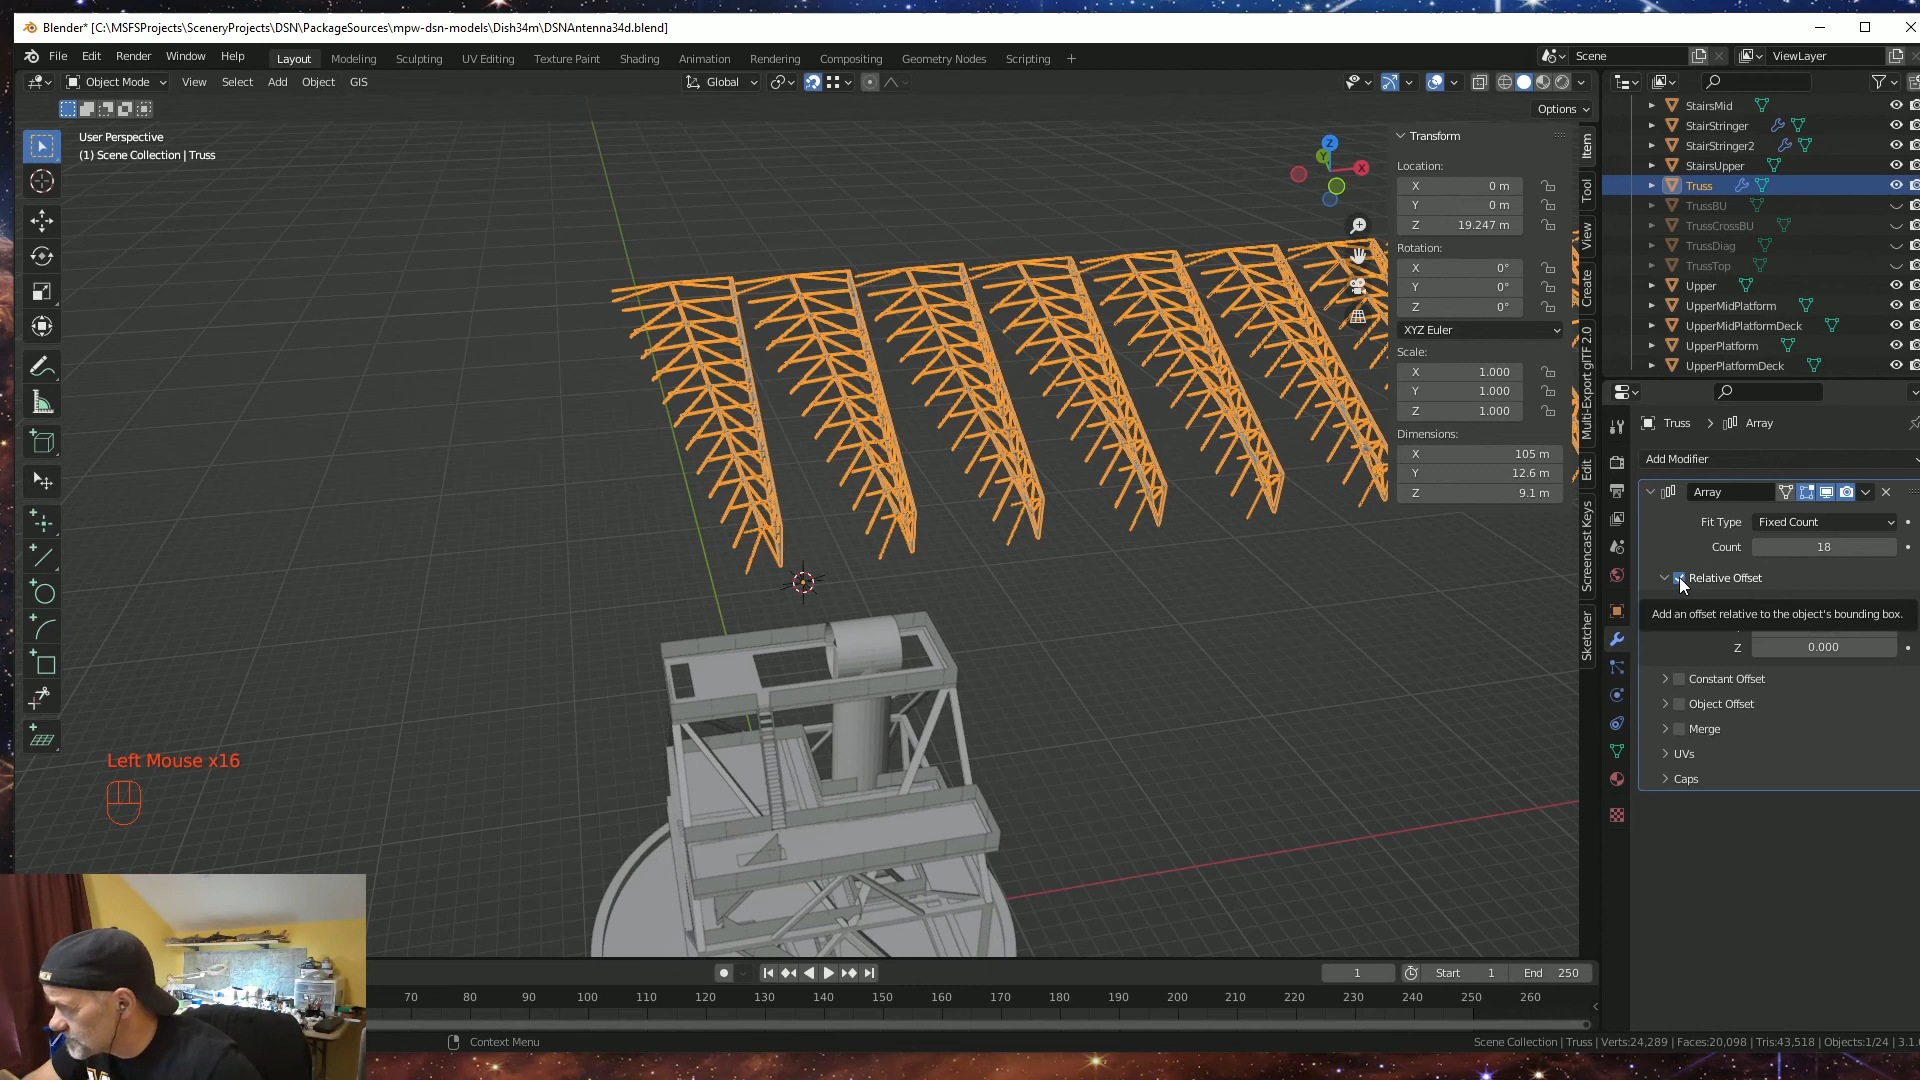 Blender* [C:\MSFSProjects\SceneryProjects\DSN\PackageSources\mpw-dsn-models\Dish34m\DSNAntenna34d.blend]
File Edit Render Window Help Layout Modeling Sculpting UV Editing Texture Paint Shading Animation Rendering Compositing Geometry Nodes Scripting + Scene ViewLayer
Object Mode View Select Add Object GIS Global
Options
User Perspective
(1) Scene Collection | Truss
Transform
Location:
X 0 m
Y 0 m
Z 19.247 m
Rotation:
X 0°
Y 0°
Z 0°
XYZ Euler
Scale:
X 1.000
Y 1.000
Z 1.000
Dimensions:
X 105 m
Y 12.6 m
Z 9.1 m
Z
Y
X
Item
Tool
View
Create
Multi-Export glTF 2.0
Edit
Screencast Keys
Sketcher
StairsMid
StairStringer
StairStringer2
StairsUpper
Truss
TrussBU
TrussCrossBU
TrussDiag
TrussTop
Upper
UpperMidPlatform
UpperMidPlatformDeck
UpperPlatform
UpperPlatformDeck
Truss > Array
Add Modifier
Array
Fit Type Fixed Count
Count 18
Relative Offset
Add an offset relative to the object's bounding box.
Z 0.000
Constant Offset
Object Offset
Merge
UVs
Caps
Left Mouse x16
1 Start 1 End 250
70 80 90 100 110 120 130 140 150 160 170 180 190 200 210 220 230 240 250 260
Context Menu
Scene Collection | Truss | Verts:24,289 | Faces:20,098 | Tris:43,518 | Objects:1/24 | 3.1.